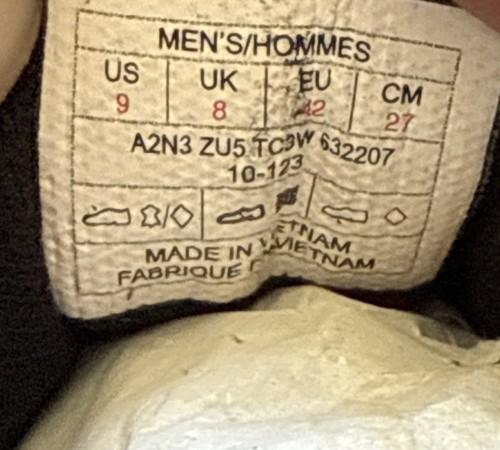 MEN'S/HOMMES
US UK EU CM
9 8 42 27
A2N3 ZU5 TC3W 632207
10-123
MADE IN VIETNAM
FABRIQUE VIETNAM